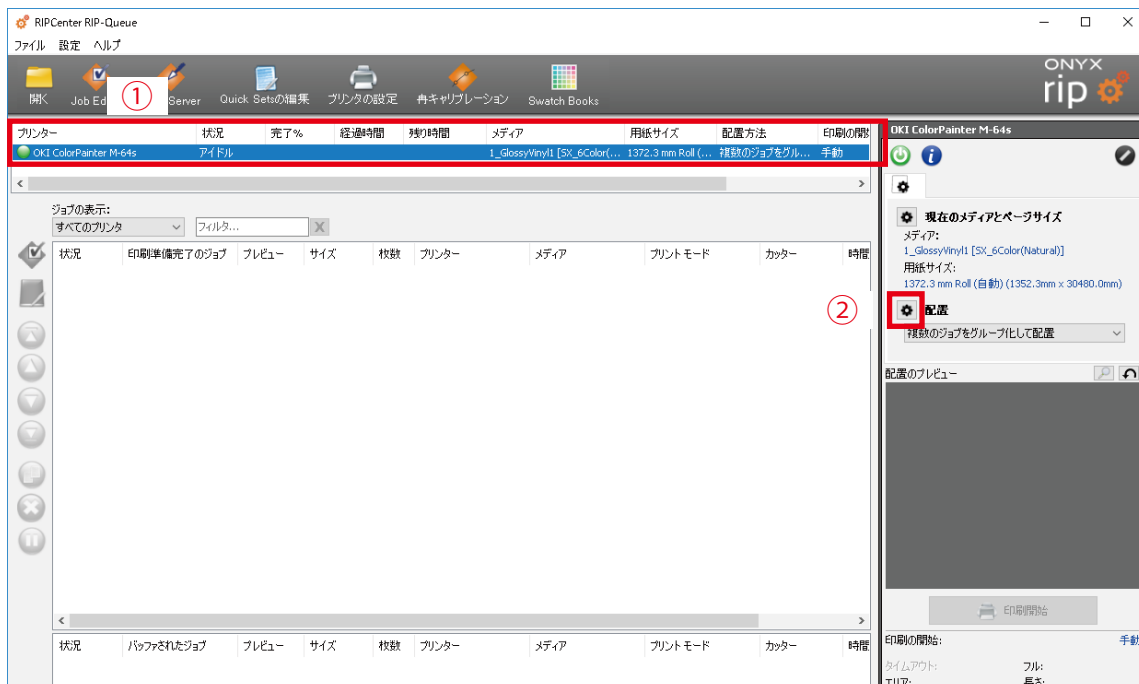 RIPCenter RIP-Queue
ファイル 設定 ヘルプ
開く Job Ed ① Server Quick Setsの編集 プリンタの設定 再キャリブレーション Swatch Books
ONYX
rip
プリンター 状況 完了% 経過時間 残り時間 メディア 用紙サイズ 配置方法 印刷の開始
OKI ColorPainter M-64s アイドル 1_GlossyVinyl1 [SX_6Color(... 1372.3 mm Roll (... 複数のジョブをグル... 手動
ジョブの表示:
すべてのプリンタ フィルタ... X
状況 印刷準備完了のジョブ プレビュー サイズ 枚数 プリンター メディア プリントモード カッター 時間
状況 バッファされたジョブ プレビュー サイズ 枚数 プリンター メディア プリントモード カッター 時間
OKI ColorPainter M-64s
現在のメディアとページサイズ
メディア:
1_GlossyVinyl1 [SX_6Color(Natural)]
用紙サイズ:
1372.3 mm Roll (自動) (1352.3mm x 30480.0mm)
② 配置
複数のジョブをグループ化して配置
配置のプレビュー
印刷開始
印刷の開始: 手動
タイムアウト: フル:
エリア: 長さ: